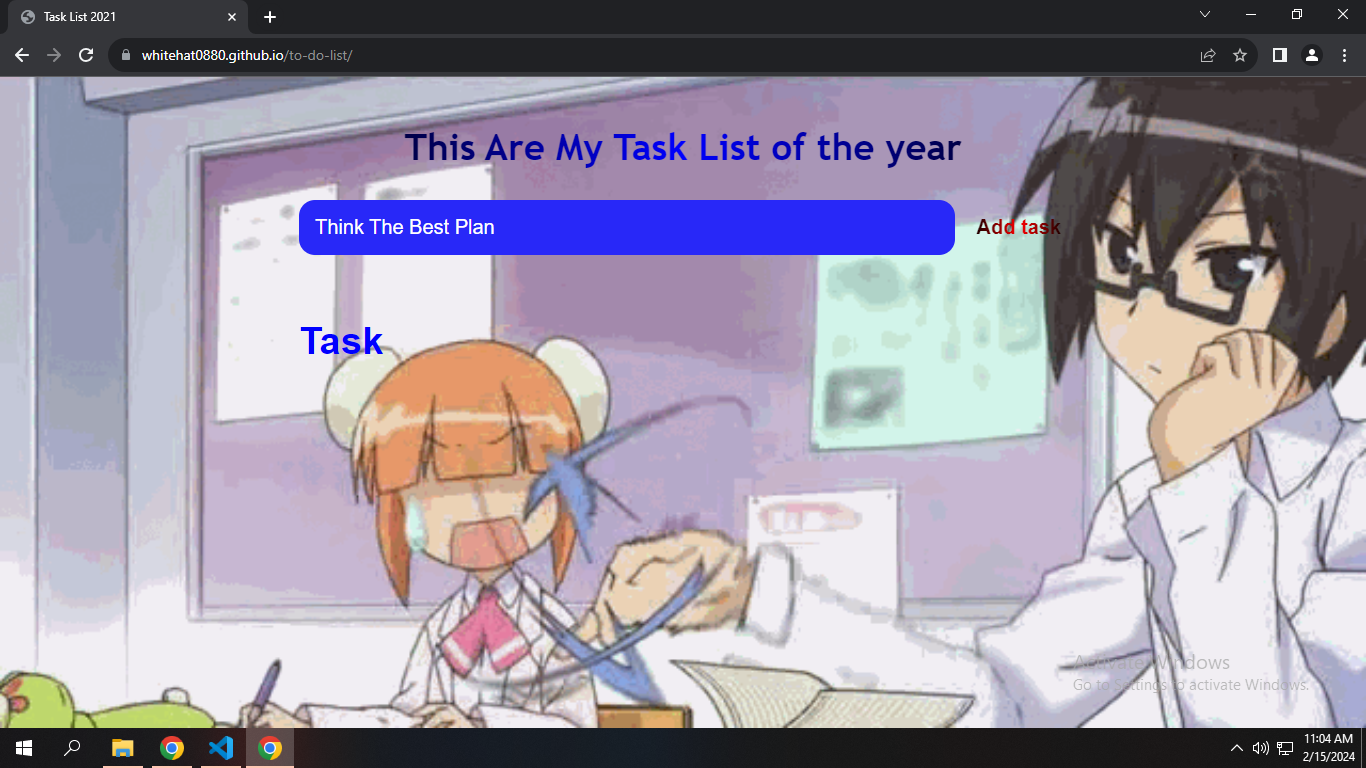 Task List 2021
whitehat0880.github.io/to-do-list/
This Are My Task List of the year
Think The Best Plan
Add task
Task
Activate Windows
Go to Settings to activate Windows.
11:04 AM
2/15/2024